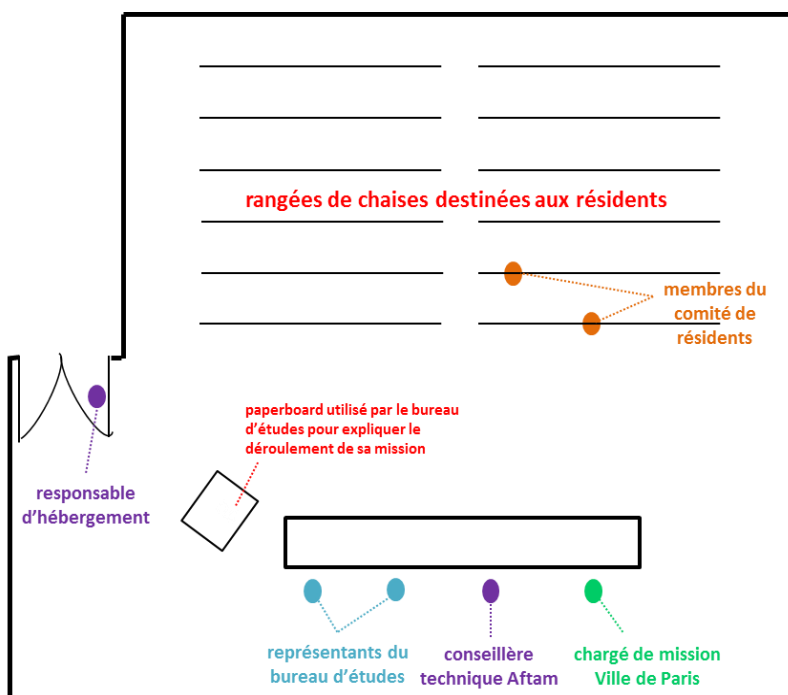 rangées de chaises destinées aux résidents
membres du
comité de
résidents
paperboard utilisé par le bureau
d'études pour expliquer le
déroulement de sa mission
responsable
d'hébergement
représentants du
bureau d'études
conseillère
technique Aftam
chargé de mission
Ville de Paris